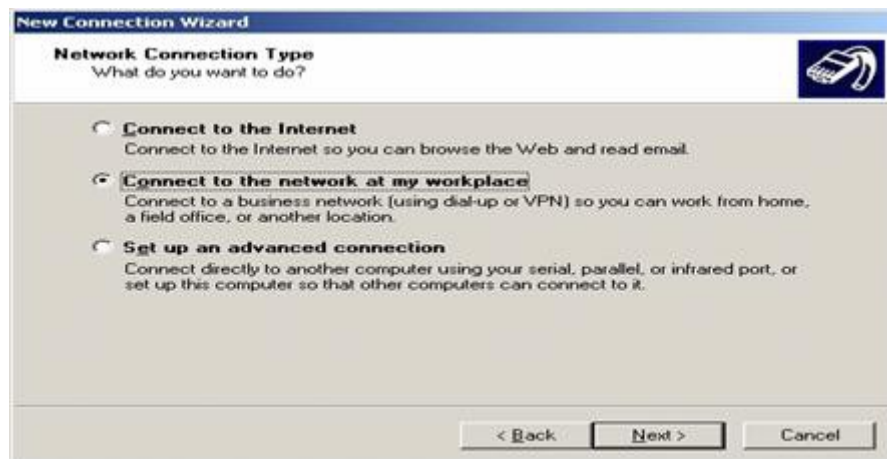 New Connection Wizard
Network Connection Type
What do you want to do?
Connect to the Internet
Connect to the Internet so you can browse the Web and read email.
Connect to the network at my workplace
Connect to a business network (using dial-up or VPN) so you can work from home,
a field office, or another location.
Set up an advanced connection
Connect directly to another computer using your serial, parallel, or infrared port, or
set up this computer so that other computers can connect to it.
< Back
Next >
Cancel